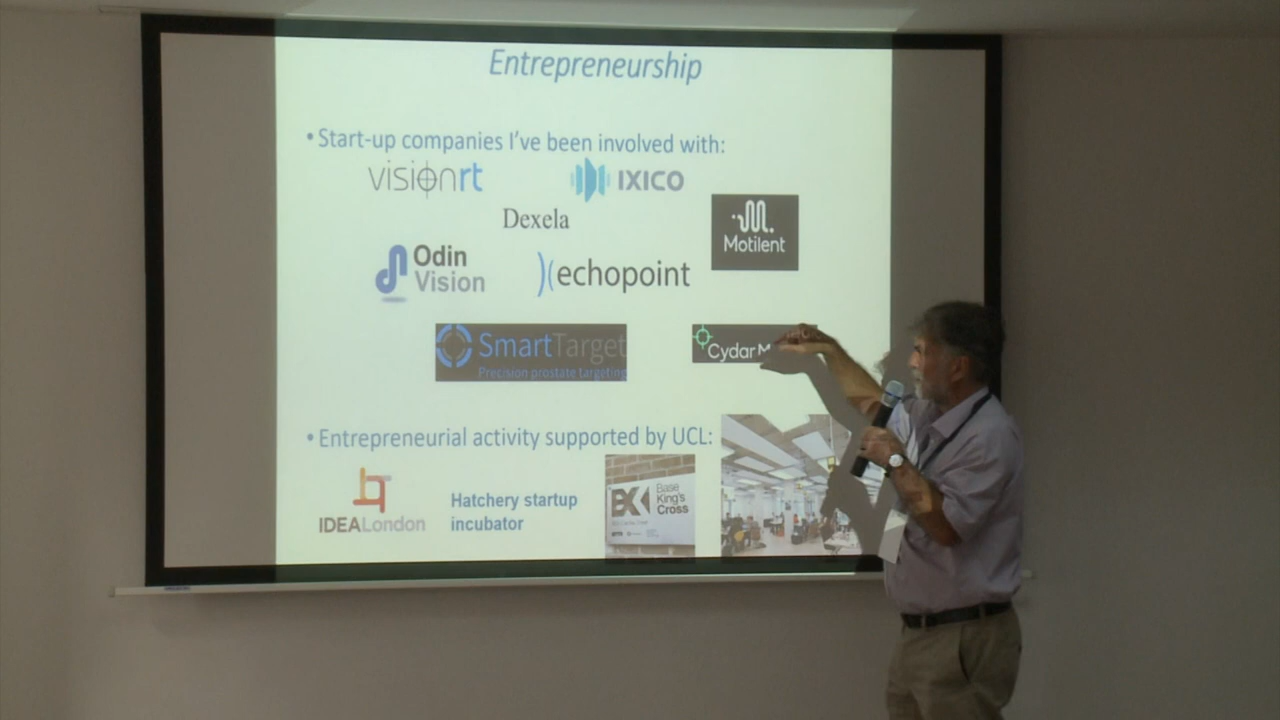 Entrepreneurship
• Start-up companies I've been involved with:
visionrt
IXICO
Dexela
Motilent
Odin
Vision
echopoint
SmartTarget
Precision prostate targeting
Cydar M
• Entrepreneurial activity supported by UCL:
IDEALondon
Hatchery startup
incubator
Base
King's
Cross